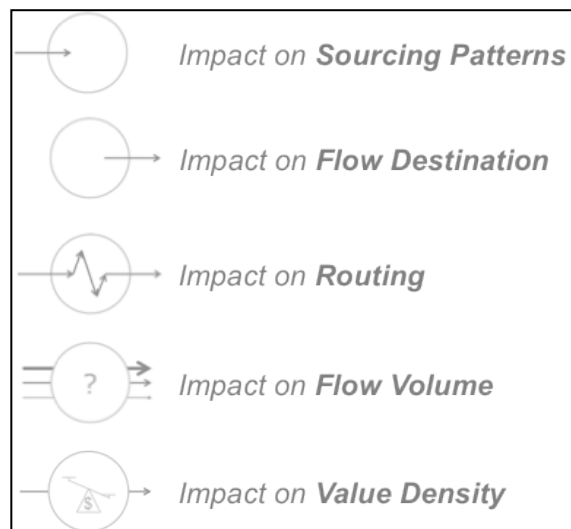 Impact on Sourcing Patterns
Impact on Flow Destination
Impact on Routing
? Impact on Flow Volume
$ Impact on Value Density